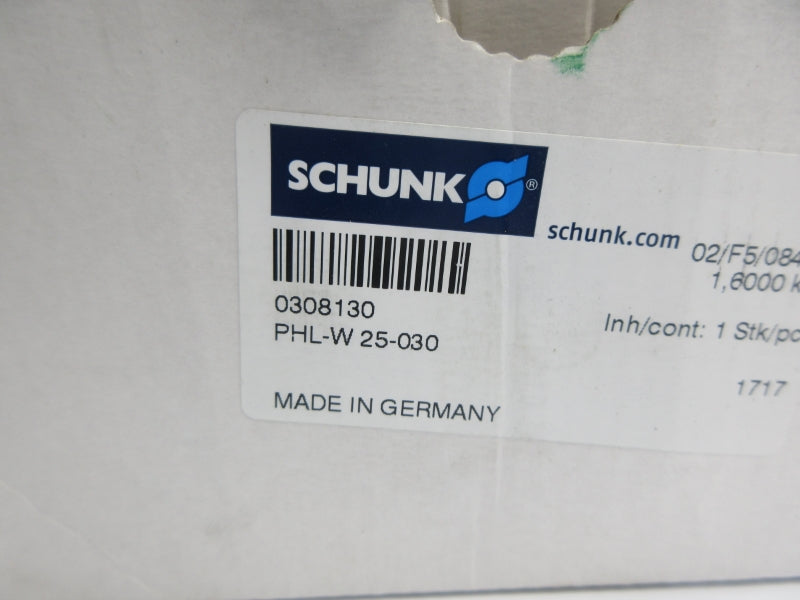 SCHUNK ®
schunk.com
02/F5/084
1,6000 k
0308130
PHL-W 25-030
Inh/cont: 1 Stk/pc
1717
MADE IN GERMANY